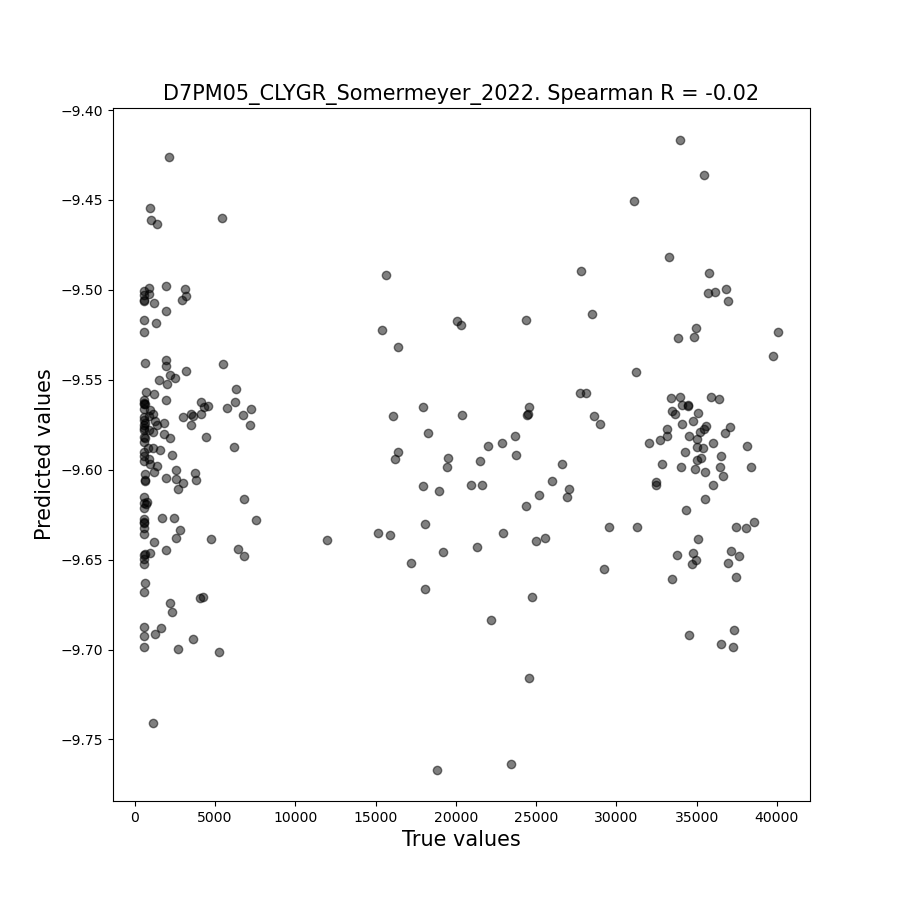 D7PM05_CLYGR_Somermeyer_2022. Spearman R = -0.02
−9.40
−9.45
−9.50
−9.55
−9.60
−9.65
−9.70
−9.75
Predicted values
0 5000 10000 15000 20000 25000 30000 35000 40000
True values